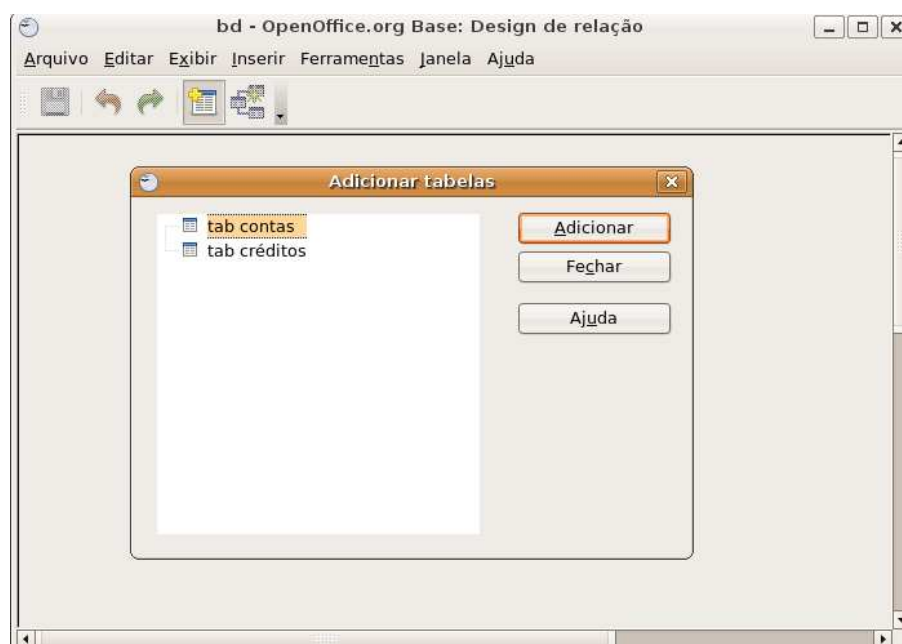 bd - OpenOffice.org Base: Design de relação
Arquivo Editar Exibir Inserir Ferramentas Janela Ajuda
Adicionar tabelas
tab contas
tab créditos
Adicionar
Fechar
Ajuda